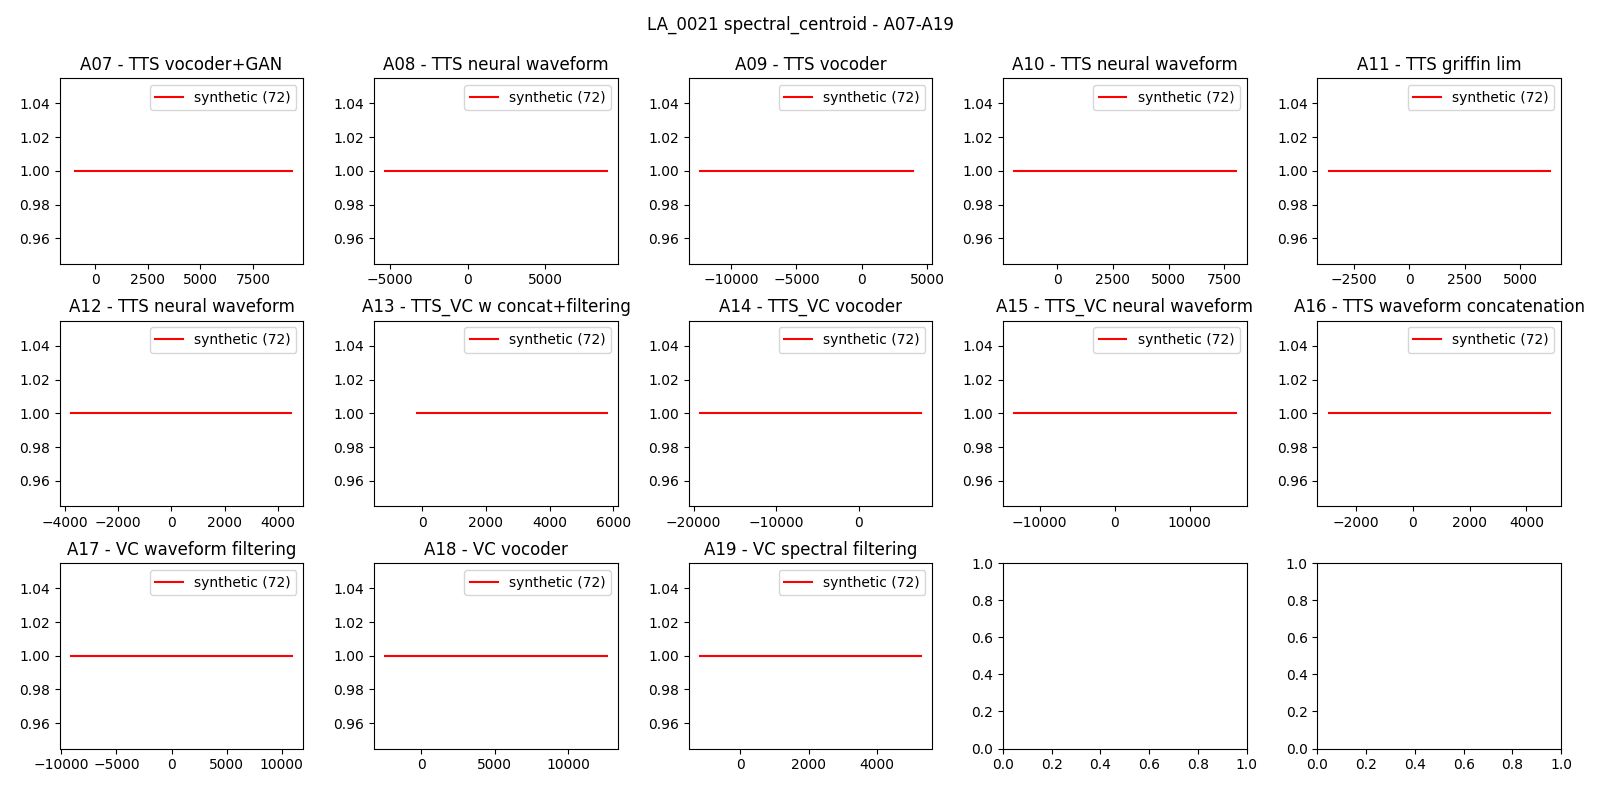 LA_0021 spectral_centroid - A07-A19
A07 - TTS vocoder+GAN
synthetic (72)
1.04
1.02
1.00
0.98
0.96
0 2500 5000 7500
A08 - TTS neural waveform
synthetic (72)
1.04
1.02
1.00
0.98
0.96
−5000 0 5000
A09 - TTS vocoder
synthetic (72)
1.04
1.02
1.00
0.98
0.96
−10000 −5000 0 5000
A10 - TTS neural waveform
synthetic (72)
1.04
1.02
1.00
0.98
0.96
0 2500 5000 7500
A11 - TTS griffin lim
synthetic (72)
1.04
1.02
1.00
0.98
0.96
−2500 0 2500 5000
A12 - TTS neural waveform
synthetic (72)
1.04
1.02
1.00
0.98
0.96
−4000 −2000 0 2000 4000
A13 - TTS_VC w concat+filtering
synthetic (72)
1.04
1.02
1.00
0.98
0.96
0 2000 4000 6000
A14 - TTS_VC vocoder
synthetic (72)
1.04
1.02
1.00
0.98
0.96
−20000 −10000 0
A15 - TTS_VC neural waveform
synthetic (72)
1.04
1.02
1.00
0.98
0.96
−10000 0 10000
A16 - TTS waveform concatenation
synthetic (72)
1.04
1.02
1.00
0.98
0.96
−2000 0 2000 4000
A17 - VC waveform filtering
synthetic (72)
1.04
1.02
1.00
0.98
0.96
−10000 −5000 0 5000 10000
A18 - VC vocoder
synthetic (72)
1.04
1.02
1.00
0.98
0.96
0 5000 10000
A19 - VC spectral filtering
synthetic (72)
1.04
1.02
1.00
0.98
0.96
0 2000 4000
1.0
0.8
0.6
0.4
0.2
0.0
0.0 0.2 0.4 0.6 0.8 1.0
1.0
0.8
0.6
0.4
0.2
0.0
0.0 0.2 0.4 0.6 0.8 1.0